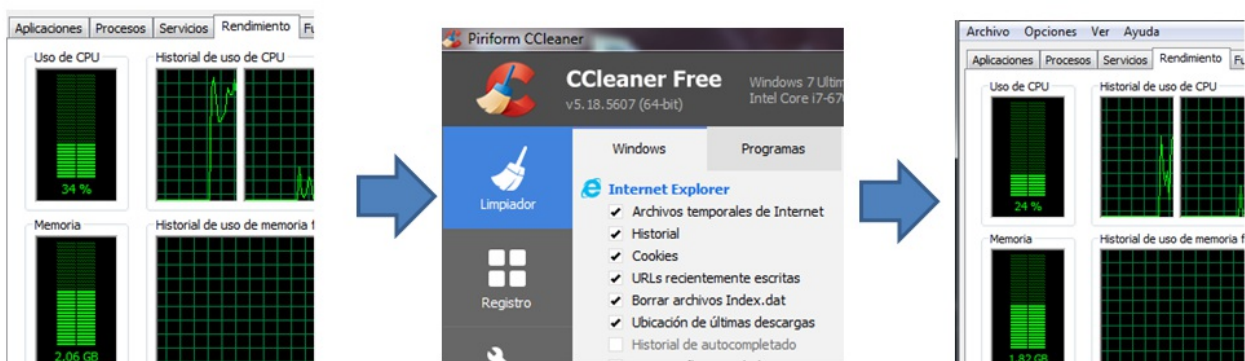 Aplicaciones Procesos Servicios Rendimiento
Uso de CPU
Historial de uso de CPU
34 %
Memoria
Historial de uso de memoria
2,06 GB
Piriform CCleaner
CCleaner Free
v5.18.5607 (64-bit)
Windows 7
Intel Core
Limpiador
Registro
Windows
Programas
Internet Explorer
Archivos temporales de Internet
Historial
Cookies
URLs recientemente escritas
Borrar archivos Index.dat
Ubicación de últimas descargas
Historial de autocompletado
Archivo Opciones Ver Ayuda
Aplicaciones Procesos Servicios Rendimiento
Uso de CPU
Historial de uso de CPU
24 %
Memoria
Historial de uso de memoria
1,82 GB